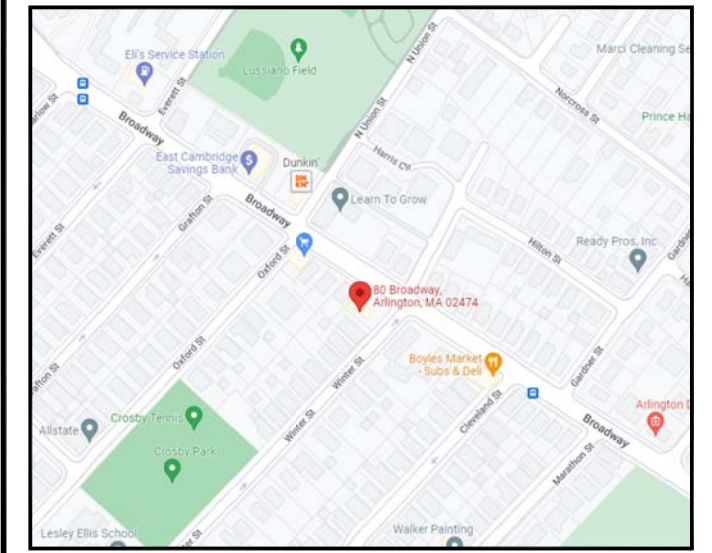 N Union St
Marci Cleaning Se
Eli's Service Station
Lussiano Field
Everett St
Norcross St
Prince Ha
N Union St
Broadway
East Cambridge
Savings Bank
Dunkin'
Harris Cir
Learn To Grow
Grafton St
Broadway
Everett St
Oxford St
Hilton St
Ready Pros, Inc
80 Broadway,
Arlington, MA 02474
Oxford St
Winter St
Boyles Market
- Subs & Deli
Gardner St
Cleveland St
Arlington
Crosby Tennis
Allstate
Winter St
Broadway
Crosby Park
Marathon St
Lesley Ellis School
Walker Painting